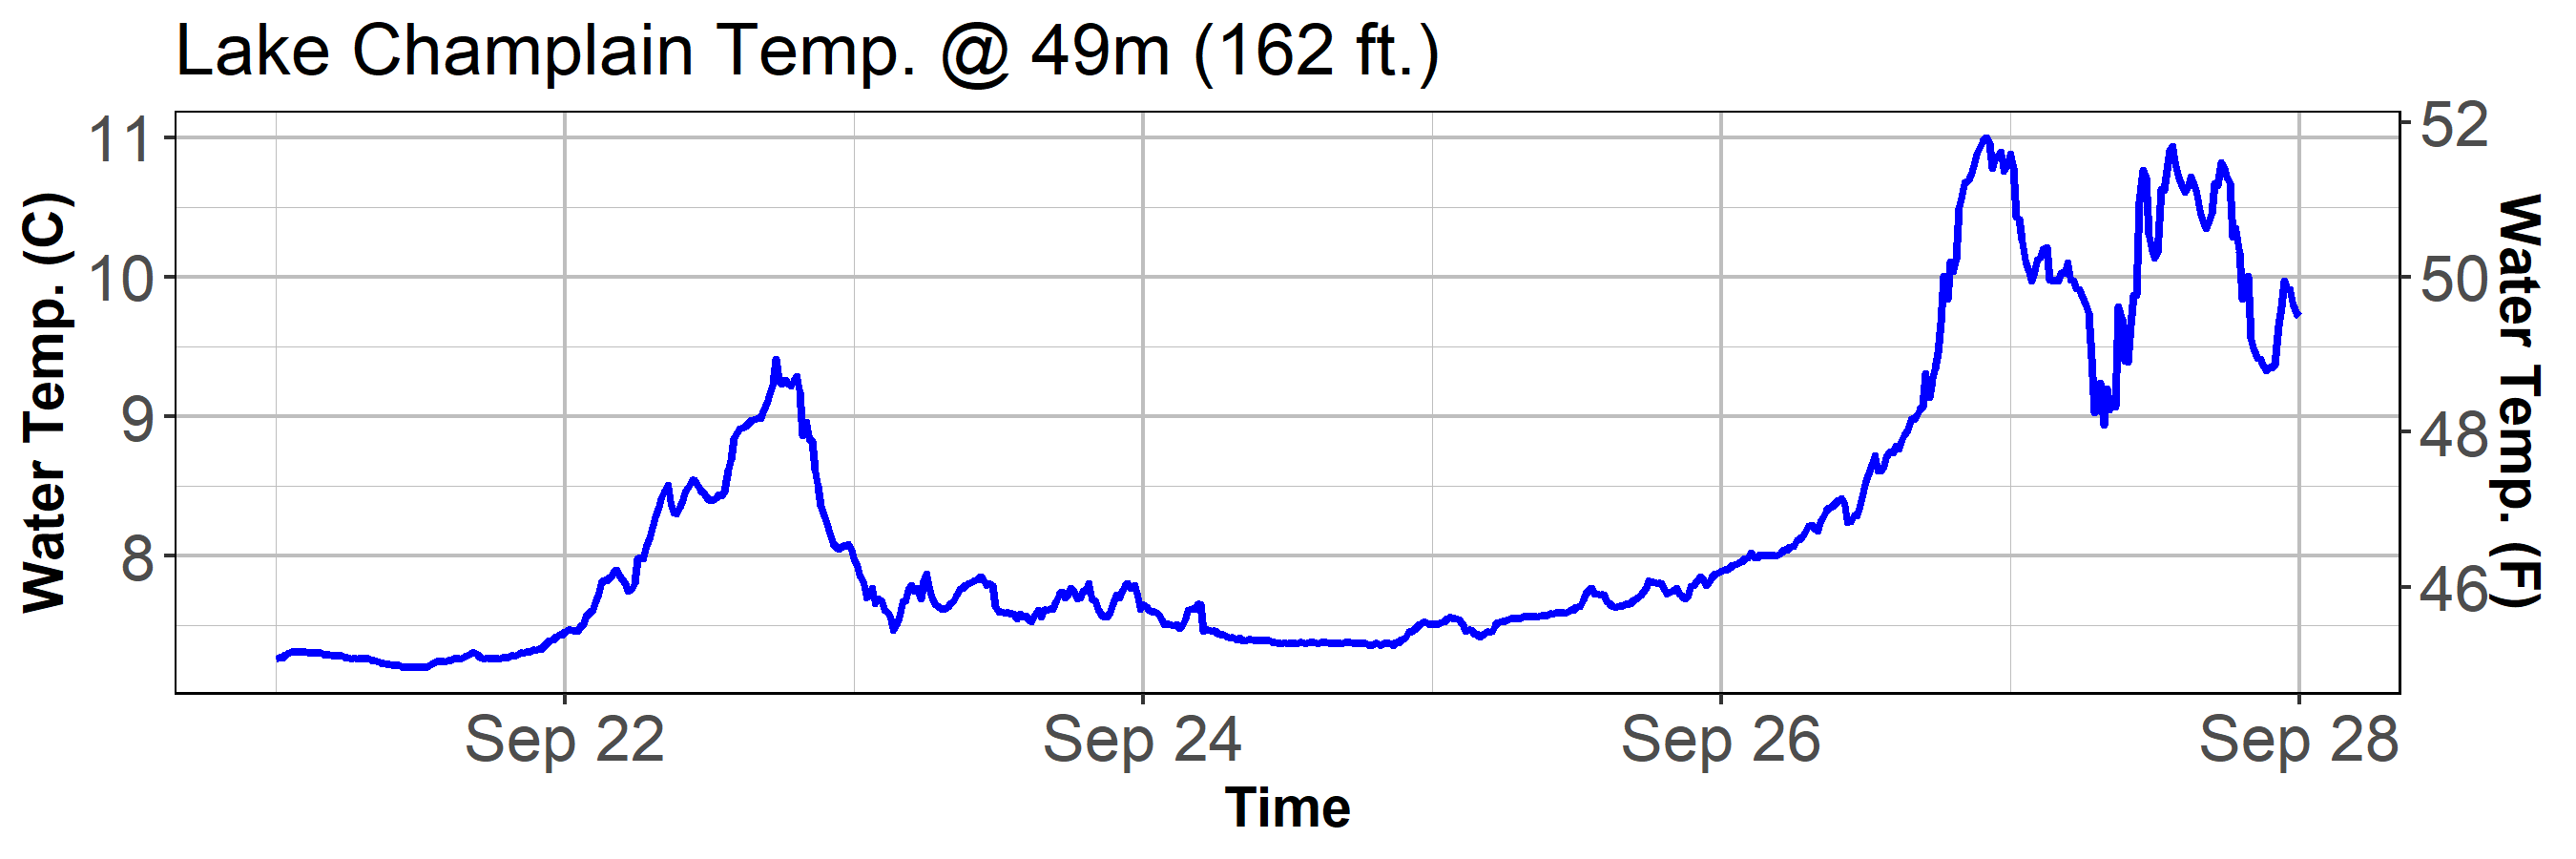 Lake Champlain Temp. @ 49m (162 ft.)
Water Temp. (C)
11
10
9
8
52
50
48
46
Water Temp. (F)
Sep 22 Sep 24 Sep 26 Sep 28
Time